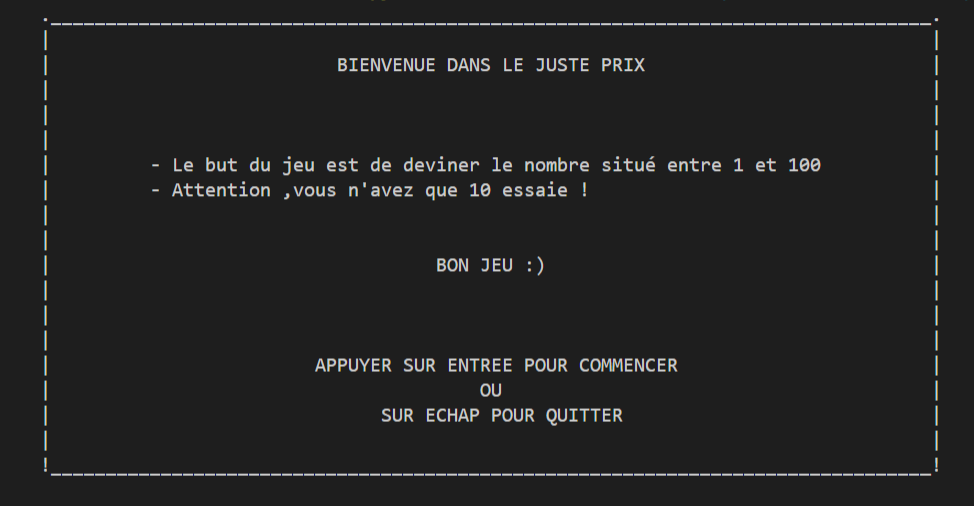 BIENVENUE DANS LE JUSTE PRIX
- Le but du jeu est de deviner le nombre situé entre 1 et 100
- Attention ,vous n'avez que 10 essaie !
BON JEU :)
APPUYER SUR ENTREE POUR COMMENCER
OU
SUR ECHAP POUR QUITTER